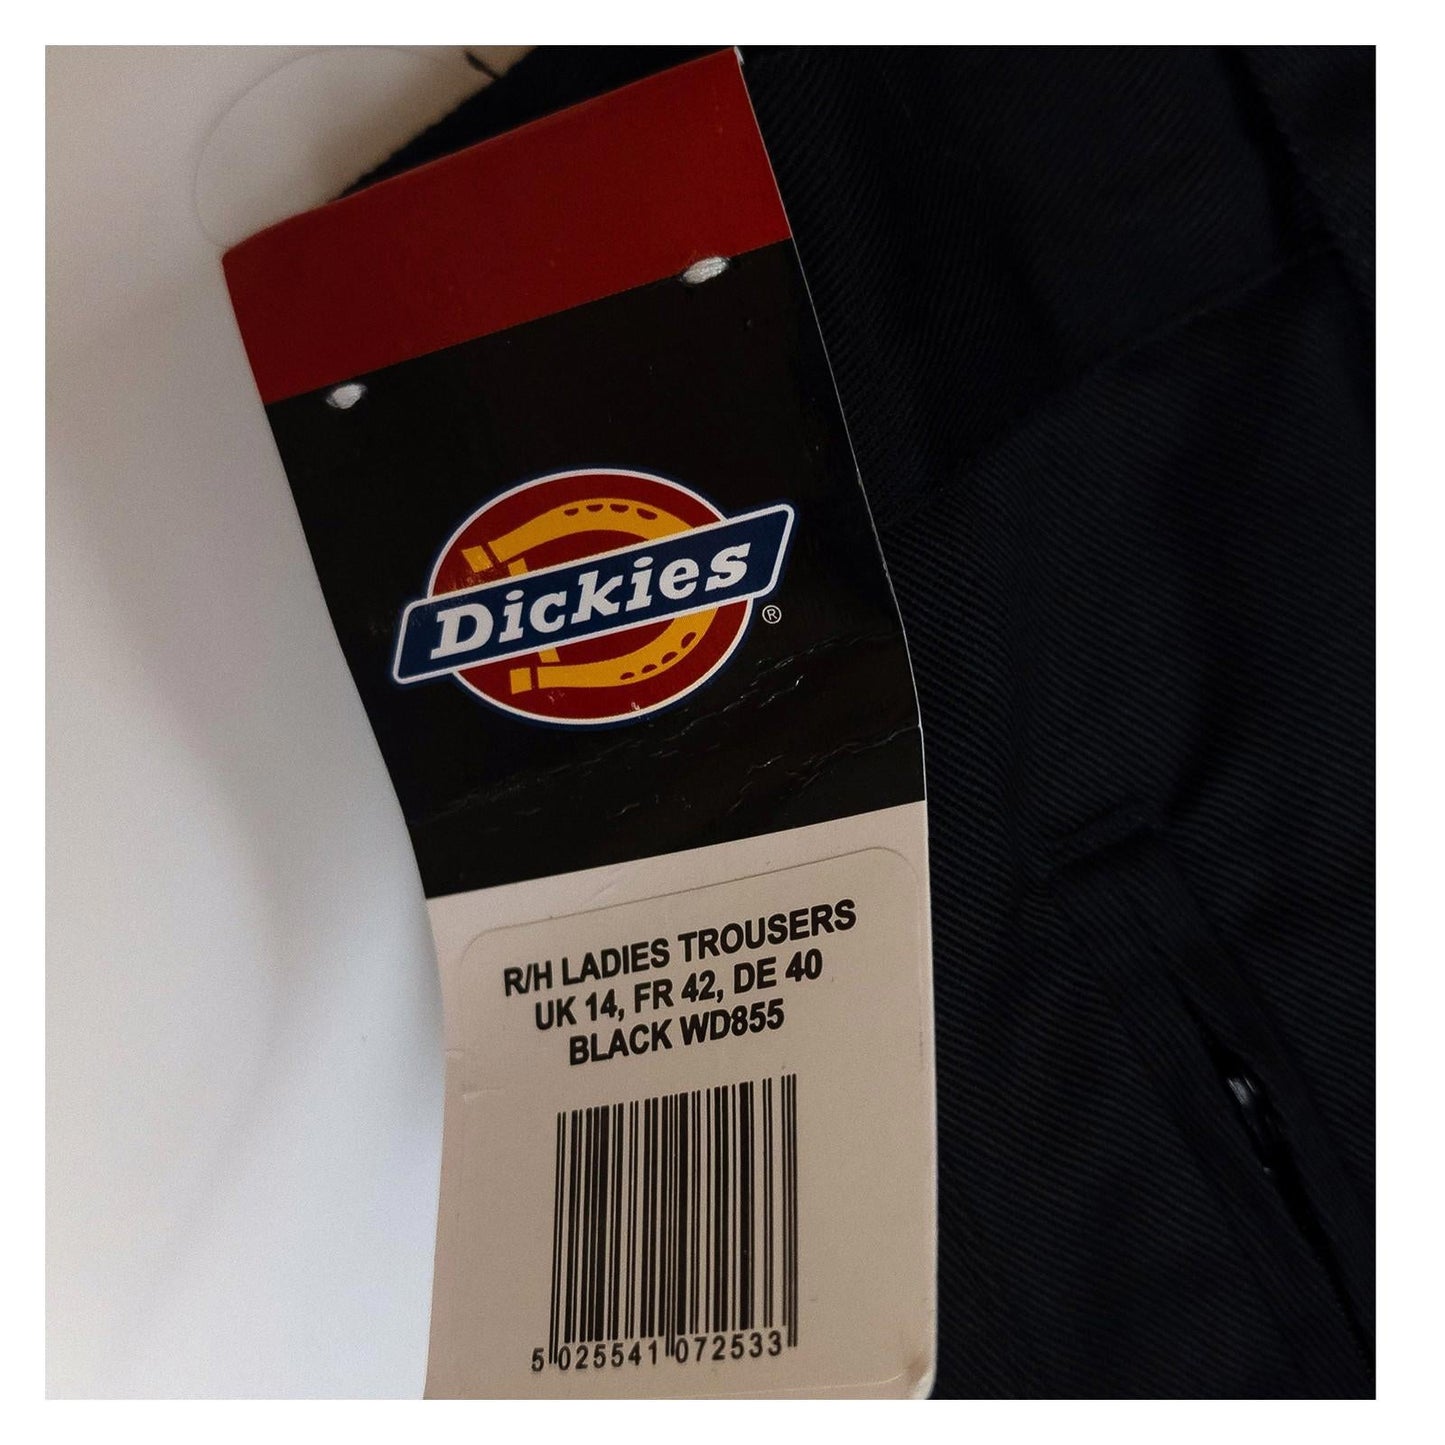 Dickies
®
R/H LADIES TROUSERS
UK 14, FR 42, DE 40
BLACK WD855
5 025541 072533